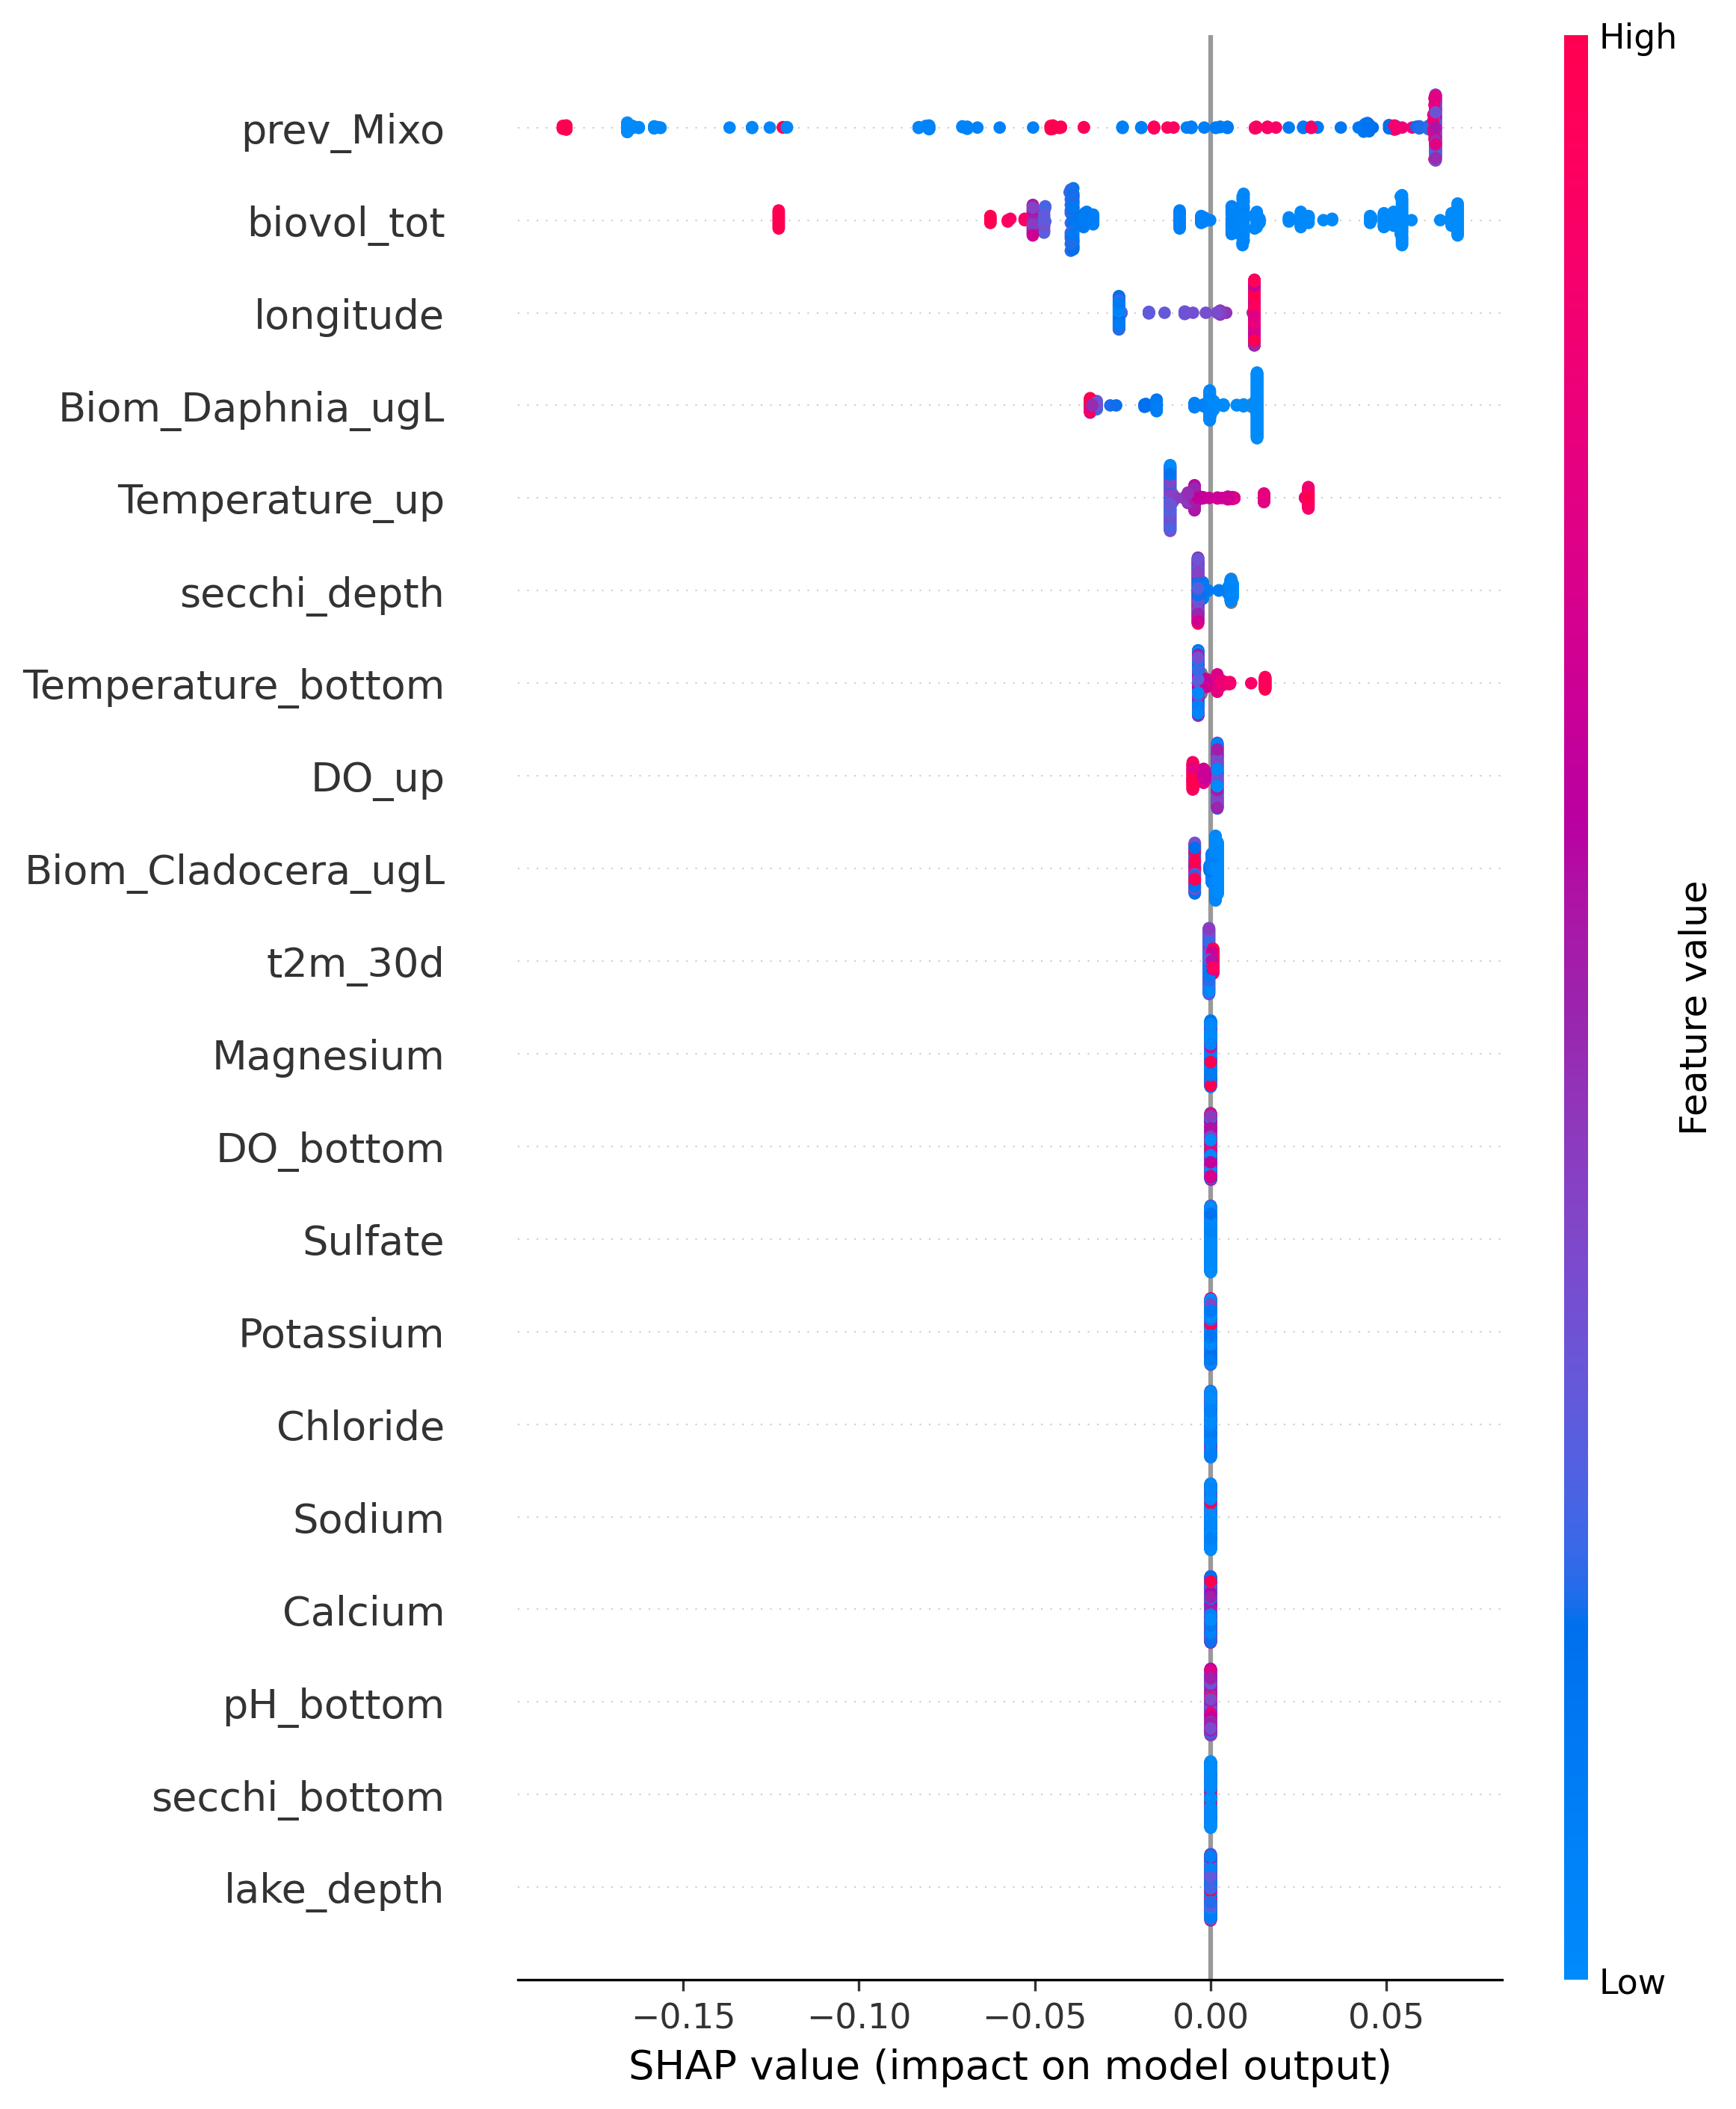 High
prev_Mixo
biovol_tot
longitude
Biom_Daphnia_ugL
Temperature_up
secchi_depth
Temperature_bottom
DO_up
Biom_Cladocera_ugL
t2m_30d
Magnesium
DO_bottom
Sulfate
Potassium
Chloride
Sodium
Calcium
pH_bottom
secchi_bottom
lake_depth
Feature value
Low
−0.15 −0.10 −0.05 0.00 0.05
SHAP value (impact on model output)